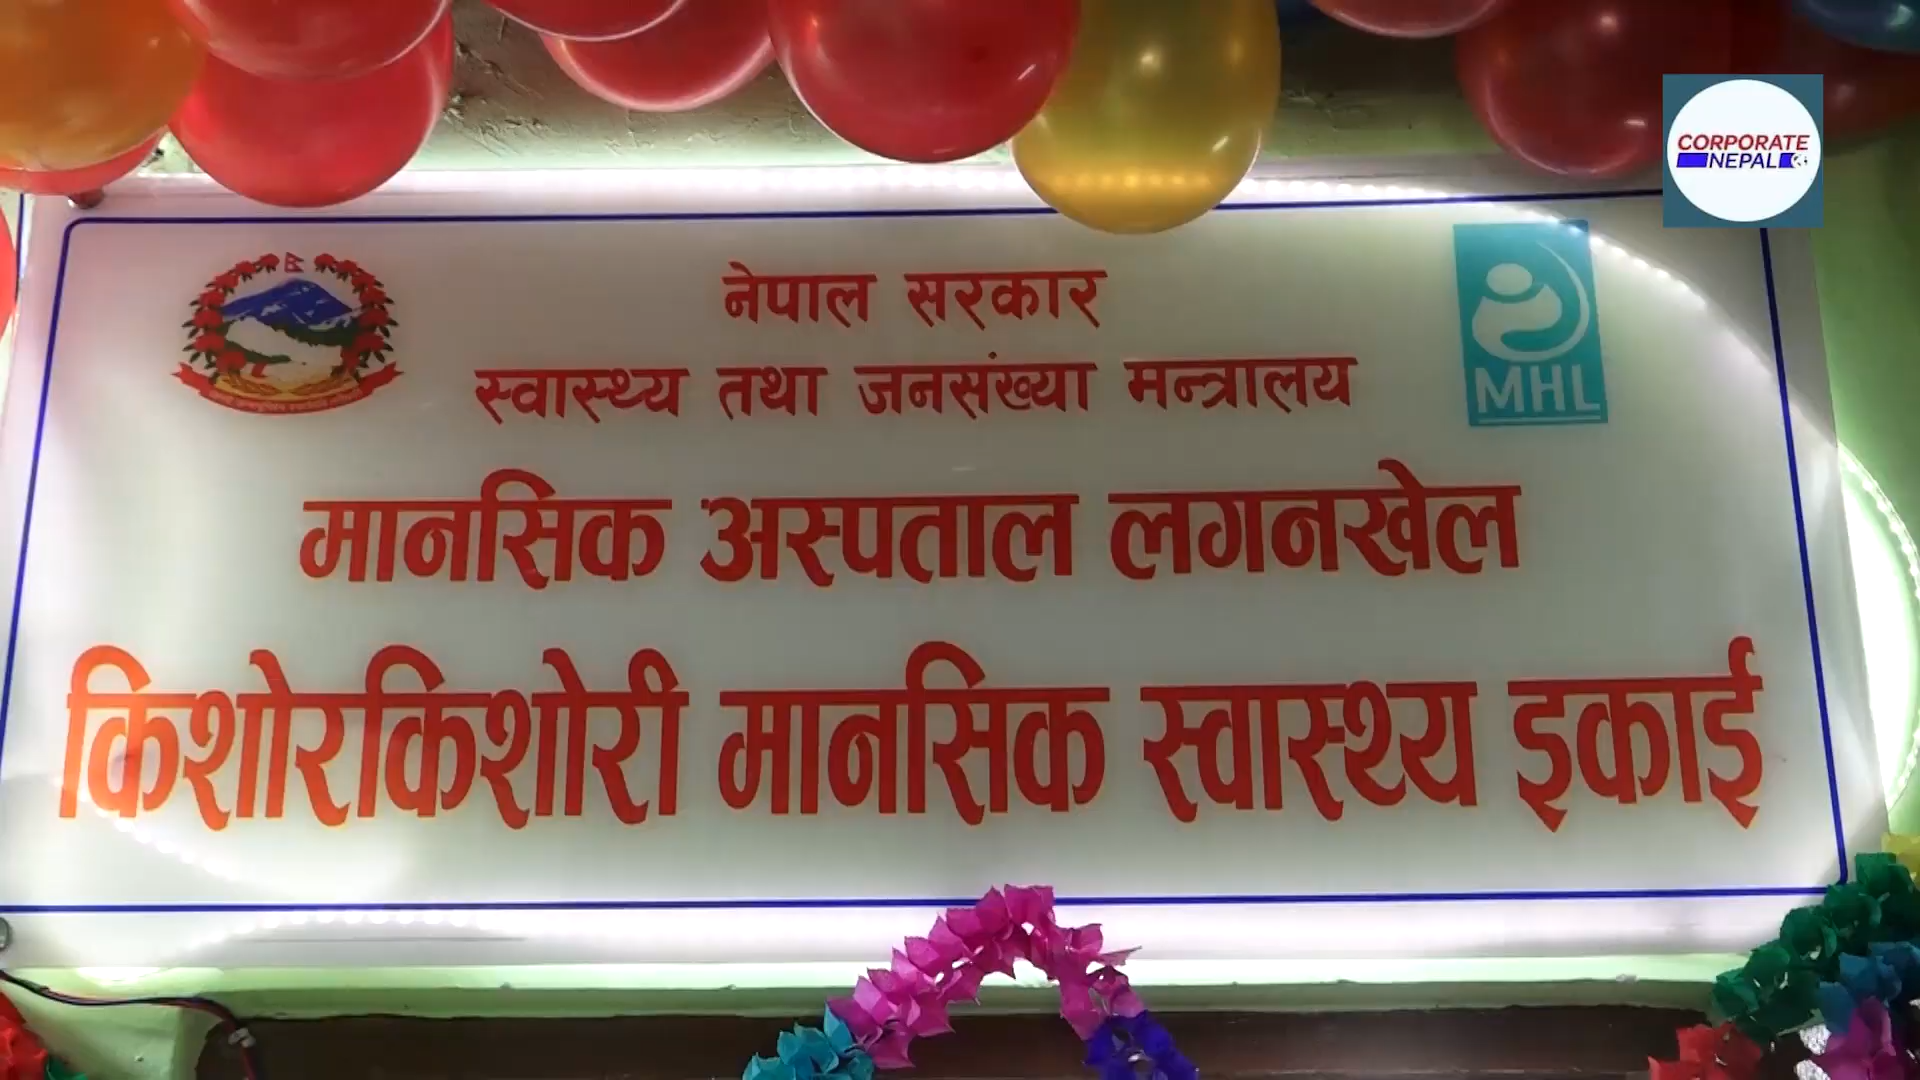 CORPORATE
NEPAL
नेपाल सरकार
स्वास्थ्य तथा जनसंख्या मन्त्रालय
MHL
मानसिक अस्पताल लगनखेल
किशोरकिशोरी मानसिक स्वास्थ्य इकाई